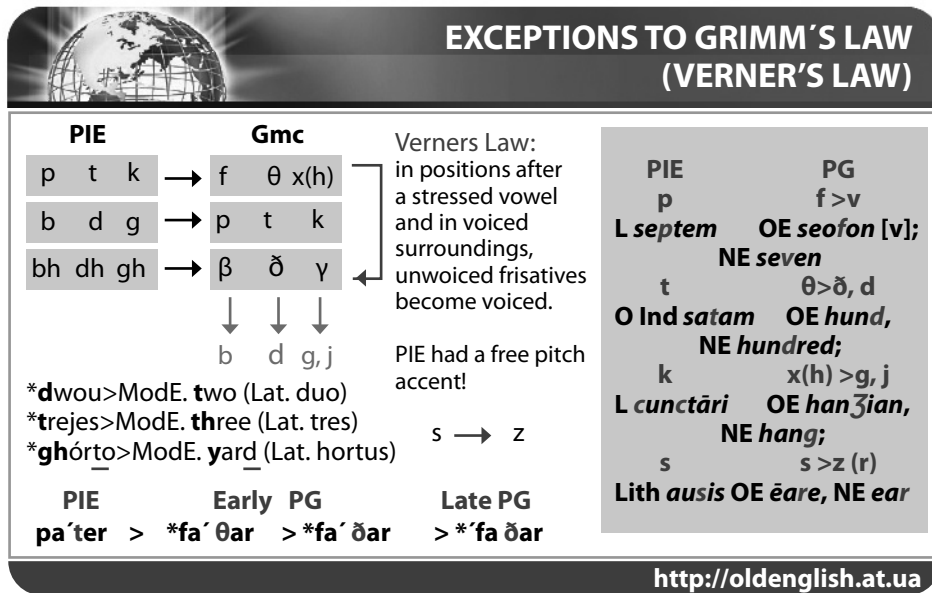 EXCEPTIONS TO GRIMM´S LAW
(VERNER'S LAW)
PIE Gmc
p t k → f θ x(h)
b d g → p t k
bh dh gh → β ð γ
b d g, j
*dwou>ModE. two (Lat. duo)
*trejes>ModE. three (Lat. tres)
*ghórto>ModE. yard (Lat. hortus)
Verners Law:
in positions after
a stressed vowel
and in voiced
surroundings,
unwoiced frisatives
become voiced.
PIE had a free pitch
accent!
s → z
PIE Early PG Late PG
pa´ter > *fa´ θar > *fa´ ðar > *´fa ðar
PIE PG
p f >v
L septem OE seofon [v];
NE seven
t θ>ð, d
O Ind satam OE hund,
NE hundred;
k x(h) >g, j
L cunctāri OE hanʒian,
NE hang;
s s >z (r)
Lith ausis OE ēare, NE ear
http://oldenglish.at.ua